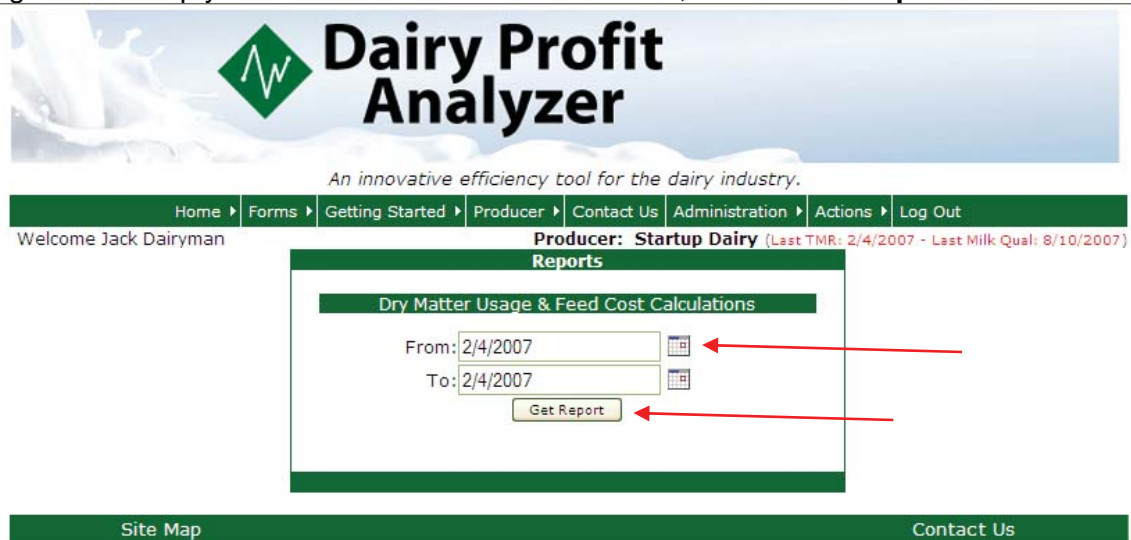 Dairy Profit
Analyzer
An innovative efficiency tool for the dairy industry.
Home Forms Getting Started Producer Contact Us Administration Actions Log Out
Welcome Jack Dairyman Producer: Startup Dairy (Last TMR: 2/4/2007 - Last Milk Qual: 8/10/2007)
Reports
Dry Matter Usage & Feed Cost Calculations
From: 2/4/2007
To: 2/4/2007
Get Report
Site Map Contact Us